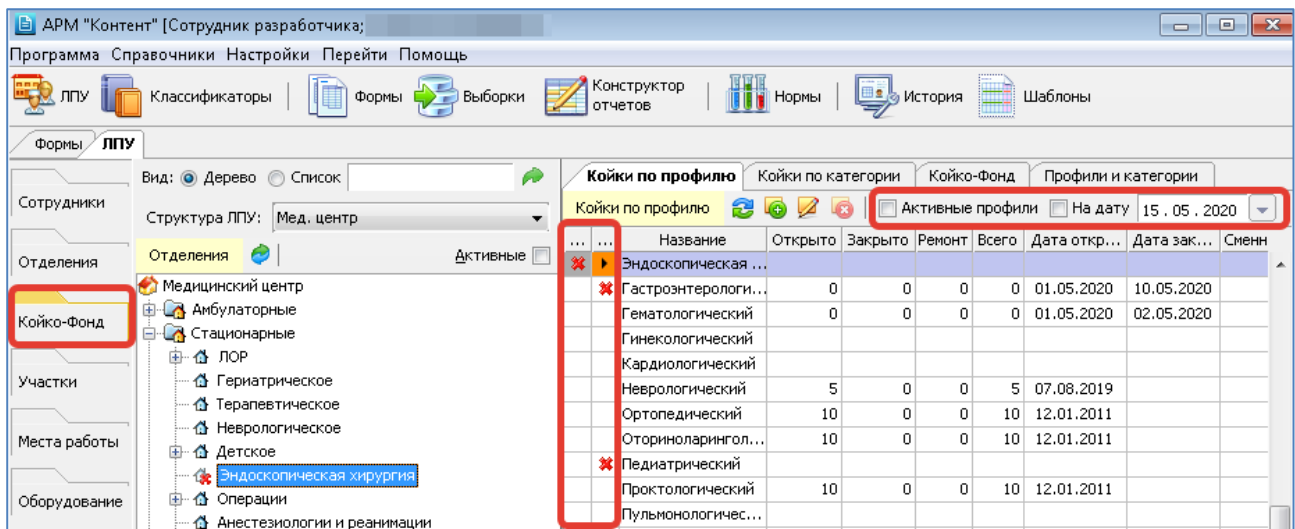 АРМ "Контент" [Сотрудник разработчика;
Программа Справочники Настройки Перейти Помощь
ЛПУ Классификаторы Формы Выборки Конструктор отчетов Нормы История Шаблоны
Формы ЛПУ
Сотрудники
Отделения
Койко-Фонд
Участки
Места работы
Оборудование
Вид: Дерево Список
Структура ЛПУ: Мед. центр
Отделения Активные
Медицинский центр
Амбулаторные
Стационарные
ЛОР
Гериатрическое
Терапевтическое
Неврологическое
Детское
Эндоскопическая хирургия
Операции
Анестезиологии и реанимации
Койки по профилю Койки по категории Койко-Фонд Профили и категории
Койки по профилю Активные профили На дату 15 . 05 . 2020
... ... Название Открыто Закрыто Ремонт Всего Дата откр... Дата зак... Сменн
Эндоскопическая ...
Гастроэнтерологи... 0 0 0 0 01.05.2020 10.05.2020
Гематологический 0 0 0 0 01.05.2020 02.05.2020
Гинекологический
Кардиологический
Неврологический 5 0 0 5 07.08.2019
Ортопедический 10 0 0 10 12.01.2011
Оториноларингол... 10 0 0 10 12.01.2011
Педиатрический
Проктологический 10 0 0 10 12.01.2011
Пульмонологичес...